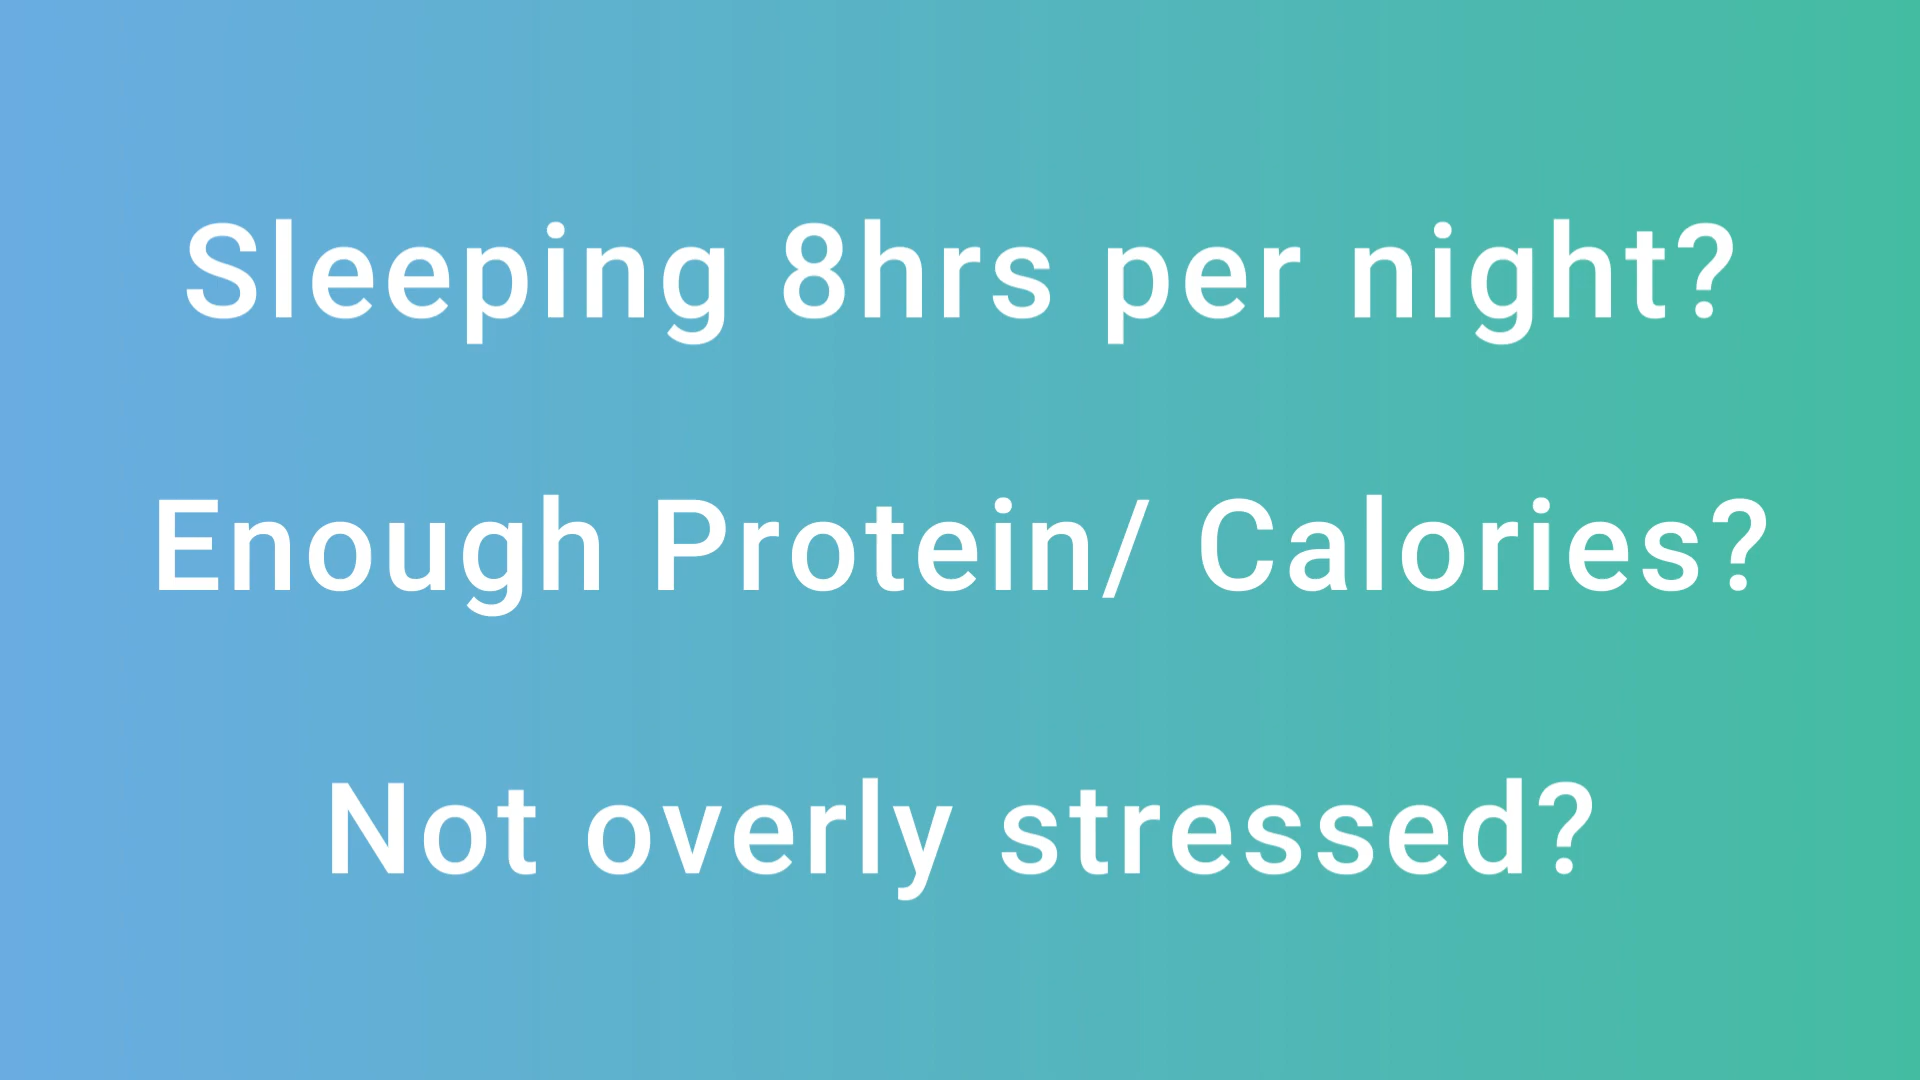 Sleeping 8hrs per night?
Enough Protein/ Calories?
Not overly stressed?